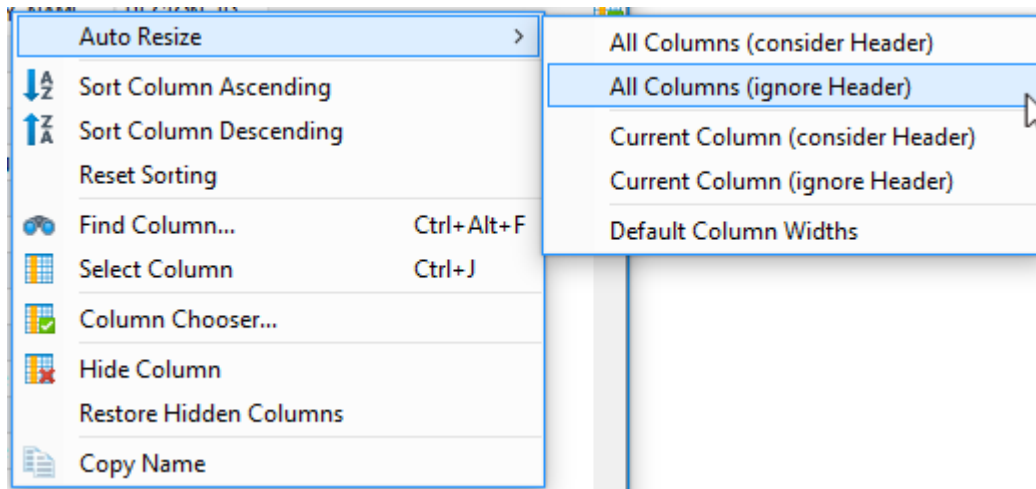 Auto Resize >
Sort Column Ascending
Sort Column Descending
Reset Sorting
Find Column... Ctrl+Alt+F
Select Column Ctrl+J
Column Chooser...
Hide Column
Restore Hidden Columns
Copy Name
All Columns (consider Header)
All Columns (ignore Header)
Current Column (consider Header)
Current Column (ignore Header)
Default Column Widths